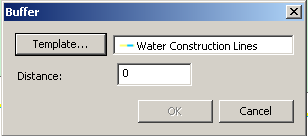 Buffer
Template... Water Construction Lines
Distance: 0
OK Cancel